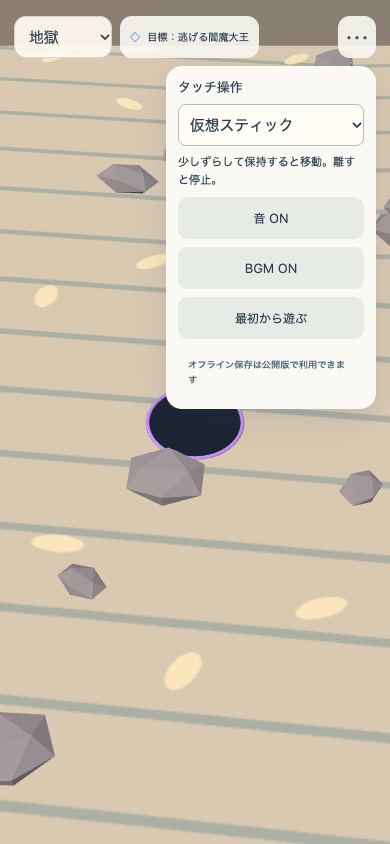 地獄
目標：逃げる閻魔大王
タッチ操作
仮想スティック
少しずらして保持すると移動。離す
と停止。
音 ON
BGM ON
最初から遊ぶ
オフライン保存は公開版で利用できま
す